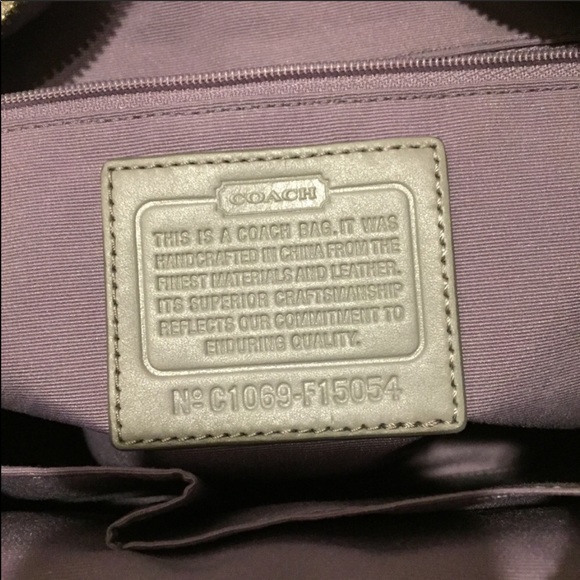 COACH
THIS IS A COACH BAG. IT WAS
HANDCRAFTED IN CHINA FROM THE
FINEST MATERIALS AND LEATHER.
ITS SUPERIOR CRAFTSMANSHIP
REFLECTS OUR COMMITMENT TO
ENDURING QUALITY.
Nº C1069-F15054